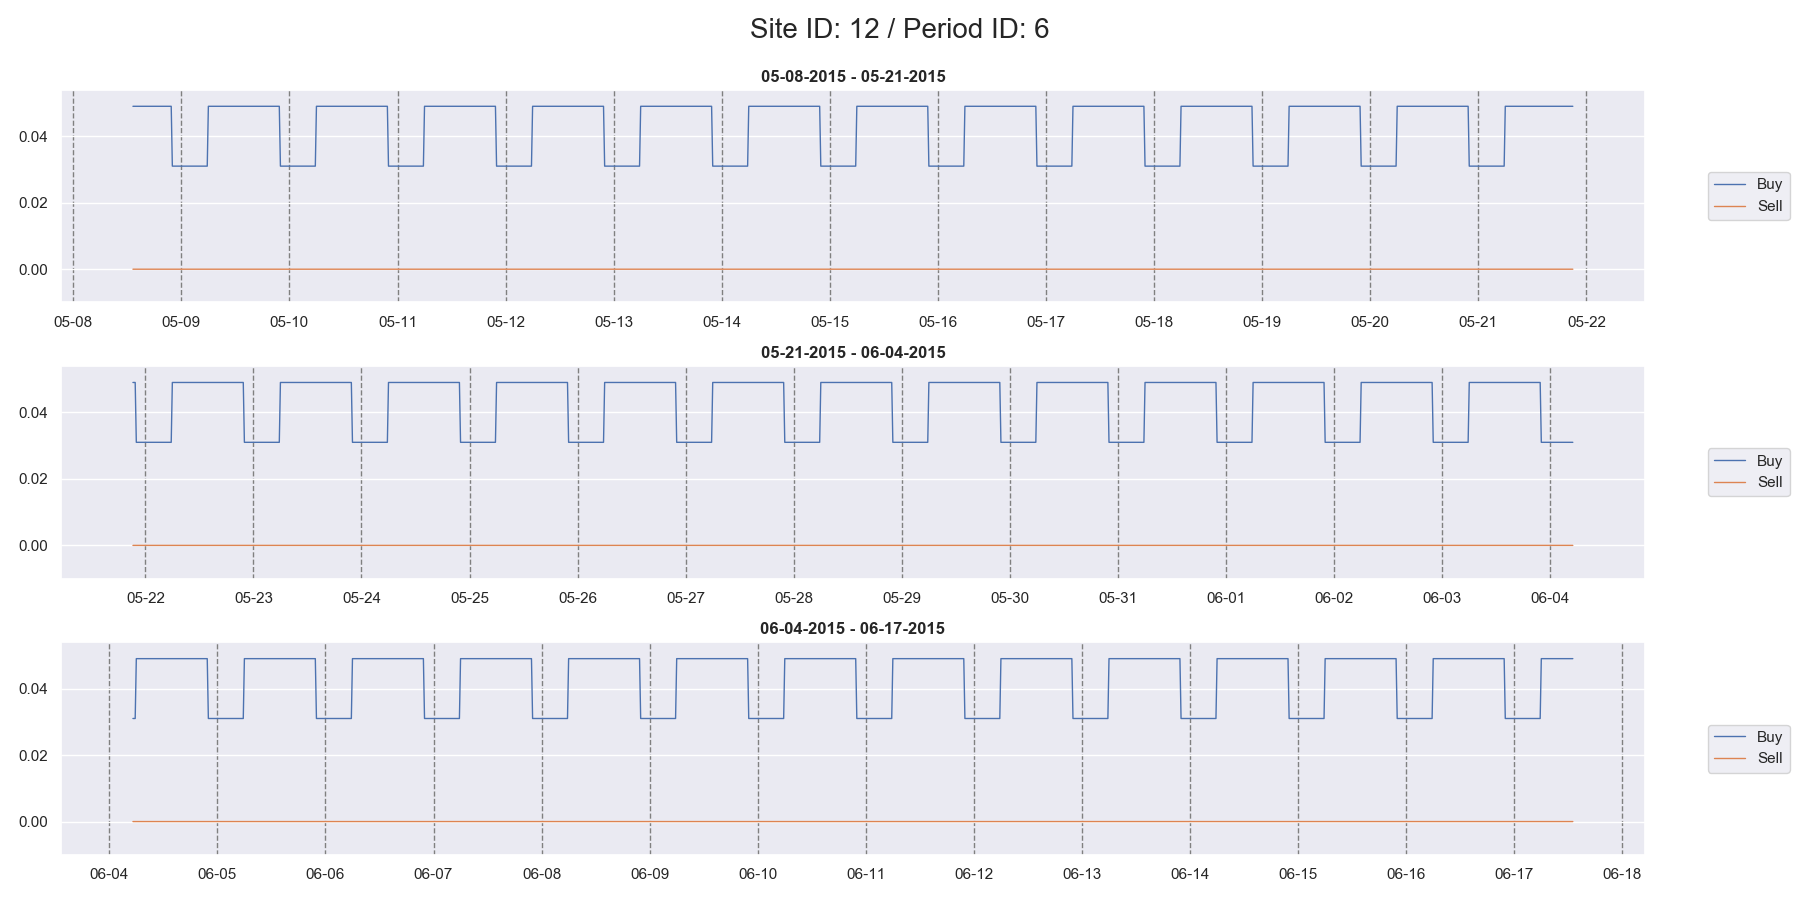 Site ID: 12 / Period ID: 6
05-08-2015 - 05-21-2015
0.04
0.02
0.00
05-08 05-09 05-10 05-11 05-12 05-13 05-14 05-15 05-16 05-17 05-18 05-19 05-20 05-21 05-22
Buy
Sell
05-21-2015 - 06-04-2015
0.04
0.02
0.00
05-22 05-23 05-24 05-25 05-26 05-27 05-28 05-29 05-30 05-31 06-01 06-02 06-03 06-04
Buy
Sell
06-04-2015 - 06-17-2015
0.04
0.02
0.00
06-04 06-05 06-06 06-07 06-08 06-09 06-10 06-11 06-12 06-13 06-14 06-15 06-16 06-17 06-18
Buy
Sell